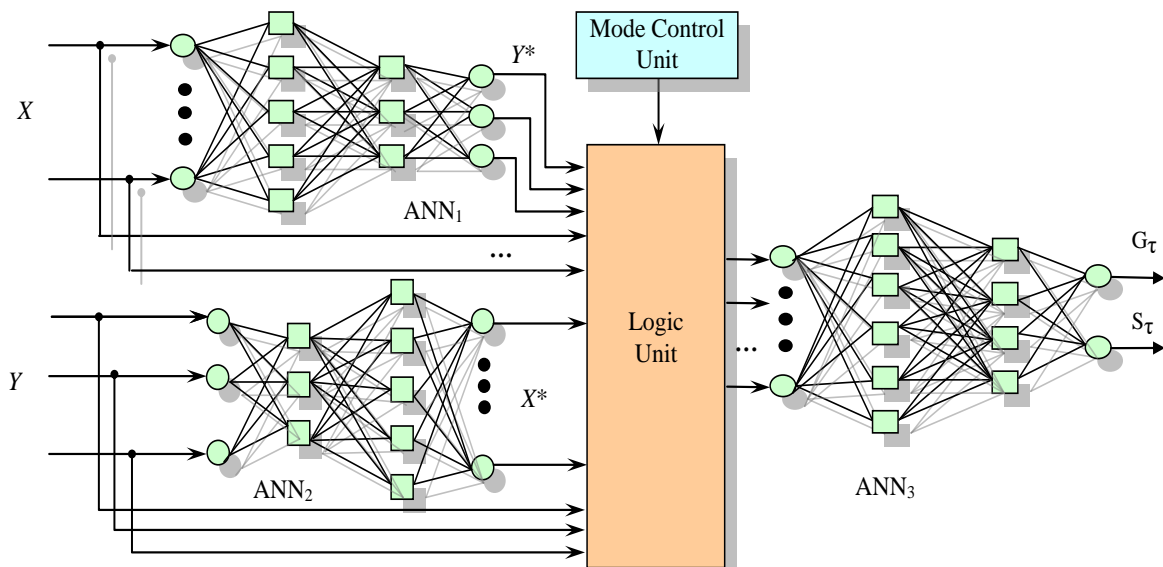 Mode Control
Unit
Y*
X
ANN₁
...
Logic
Unit
Gτ
Sτ
...
Y
X*
ANN₂
ANN₃